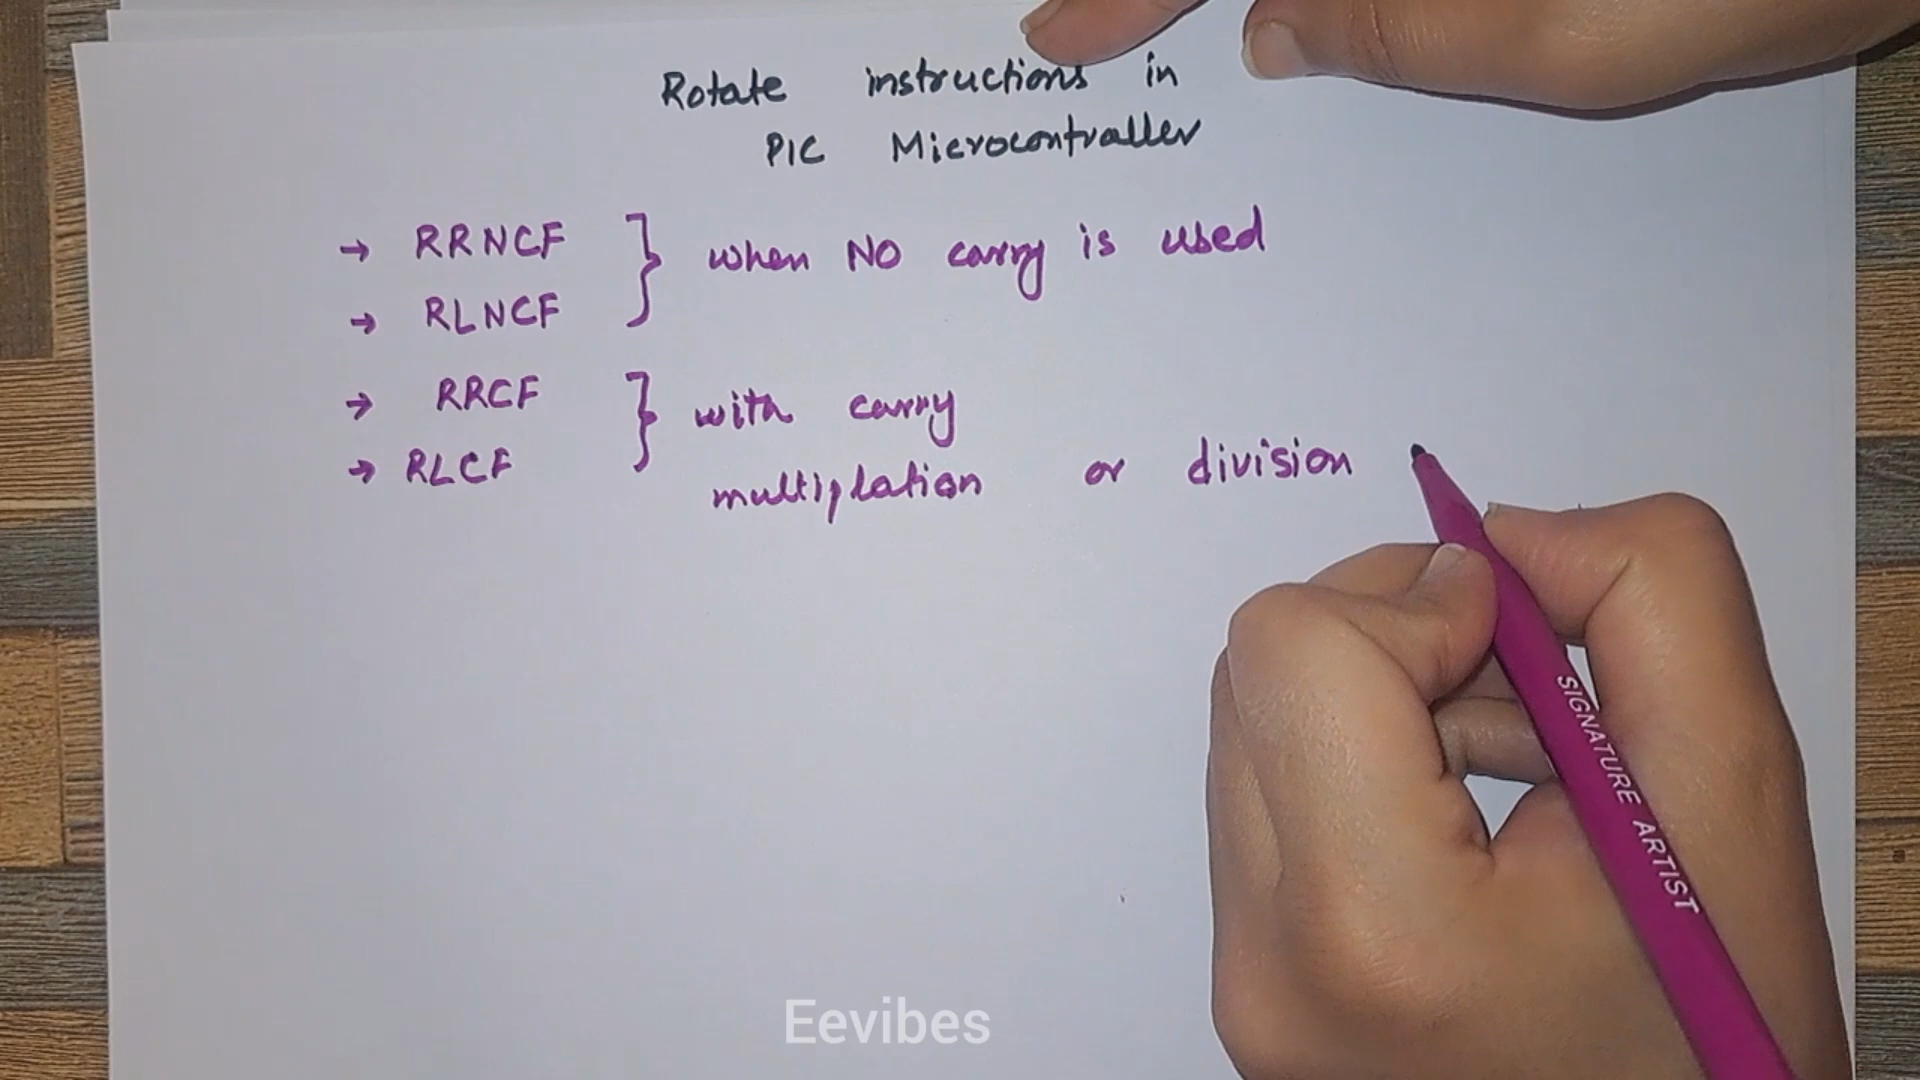 Rotate instructions in
PIC Microcontraller
→ RRNCF } when NO carry is used
→ RLNCF
→ RRCF } with carry
→ RLCF
multiplation or division
SIGNATURE ARTIST
Eevibes